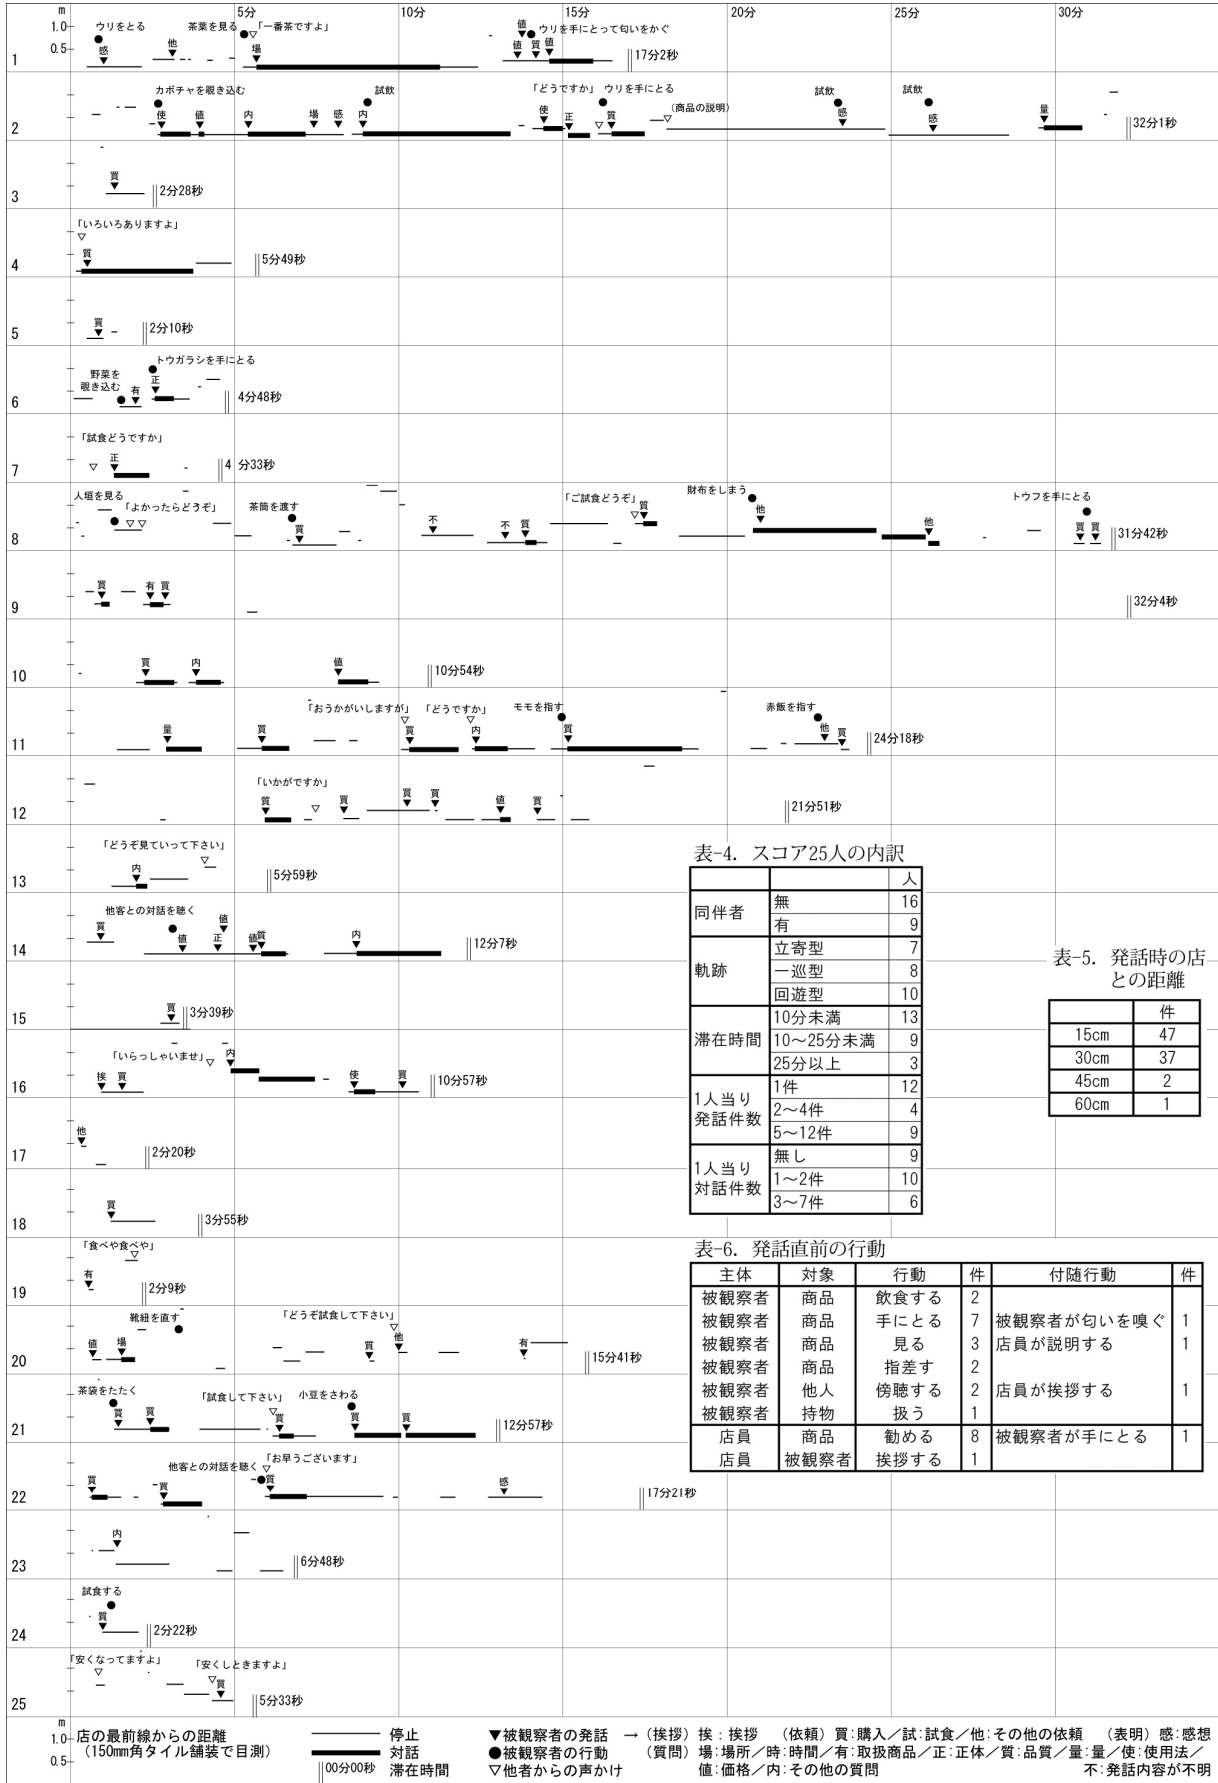 m 5分 10分 15分 20分 25分 30分
1.0
0.5
ウリをとる 茶葉を見る 「一番茶ですよ」 値 ウリを手にとって匂いをかぐ
感 他 場 値 質 値
1 17分2秒
カボチャを覗き込む 試飲 「どうですか」 ウリを手にとる (商品の説明) 試飲 試飲
使 値 内 場 感 内 使 正 質 感 感 量
2 32分1秒
買
3 2分28秒
「いろいろありますよ」
質
4 5分49秒
買
5 2分10秒
トウガラシを手にとる
野菜を
覗き込む 有 正
6 4分48秒
「試食どうですか」
正
7 4 分33秒
人垣を見る 「よかったらどうぞ」 茶筒を渡す 「ご試食どうぞ」 財布をしまう トウフを手にとる
買 不 不 質 質 他 他 買 買
8 31分42秒
買 有 買
9 32分4秒
買 内 値
10 10分54秒
「おうかがいしますが」 「どうですか」 モモを指す 赤飯を指す
量 買 買 内 質 他 買
11 24分18秒
「いかがですか」
質 買 買 買 値 買
12 21分51秒
「どうぞ見ていって下さい」
内
13 5分59秒
他客との対話を聴く 値
買 値 正 値 質 内
14 12分7秒
買
15 3分39秒
「いらっしゃいませ」 内
挨 買 使 買
16 10分57秒
他
17 2分20秒
買
18 3分55秒
「食べや食べや」
有
19 2分9秒
靴紐を直す 「どうぞ試食して下さい」
値 場 質 他 有
20 15分41秒
茶袋をたたく 「試食して下さい」 小豆をさわる
買 買 買 買 買
21 12分57秒
他客との対話を聴く 「お早うございます」
買 買 質 感
22 17分21秒
内
23 6分48秒
試食する
質
24 2分22秒
「安くなってますよ」 「安くしときますよ」
買
25 5分33秒
表-4. スコア25人の内訳
人
同伴者 無 16
有 9
軌跡 立寄型 7
一巡型 8
回遊型 10
滞在時間 10分未満 13
10～25分未満 9
25分以上 3
1人当り
発話件数 1件 12
2～4件 4
5～12件 9
1人当り
対話件数 無し 9
1～2件 10
3～7件 6
表-5. 発話時の店
との距離
件
15cm 47
30cm 37
45cm 2
60cm 1
表-6. 発話直前の行動
主体 対象 行動 件 付随行動 件
被観察者 商品 飲食する 2
被観察者 商品 手にとる 7 被観察者が匂いを嗅ぐ 1
被観察者 商品 見る 3 店員が説明する 1
被観察者 商品 指差す 2
被観察者 他人 傍聴する 2 店員が挨拶する 1
被観察者 持物 扱う 1
店員 商品 勧める 8 被観察者が手にとる 1
店員 被観察者 挨拶する 1
m
1.0
0.5
店の最前線からの距離
(150mm角タイル舗装で目測)
停止
対話
00分00秒 滞在時間
▼被観察者の発話 →(挨拶)挨:挨拶 (依頼)買:購入/試:試食/他:その他の依頼 (表明)感:感想
●被観察者の行動 (質問)場:場所/時:時間/有:取扱商品/正:正体/質:品質/量:量/使:使用法/
▽他者からの声かけ 値:価格/内:その他の質問 不:発話内容が不明